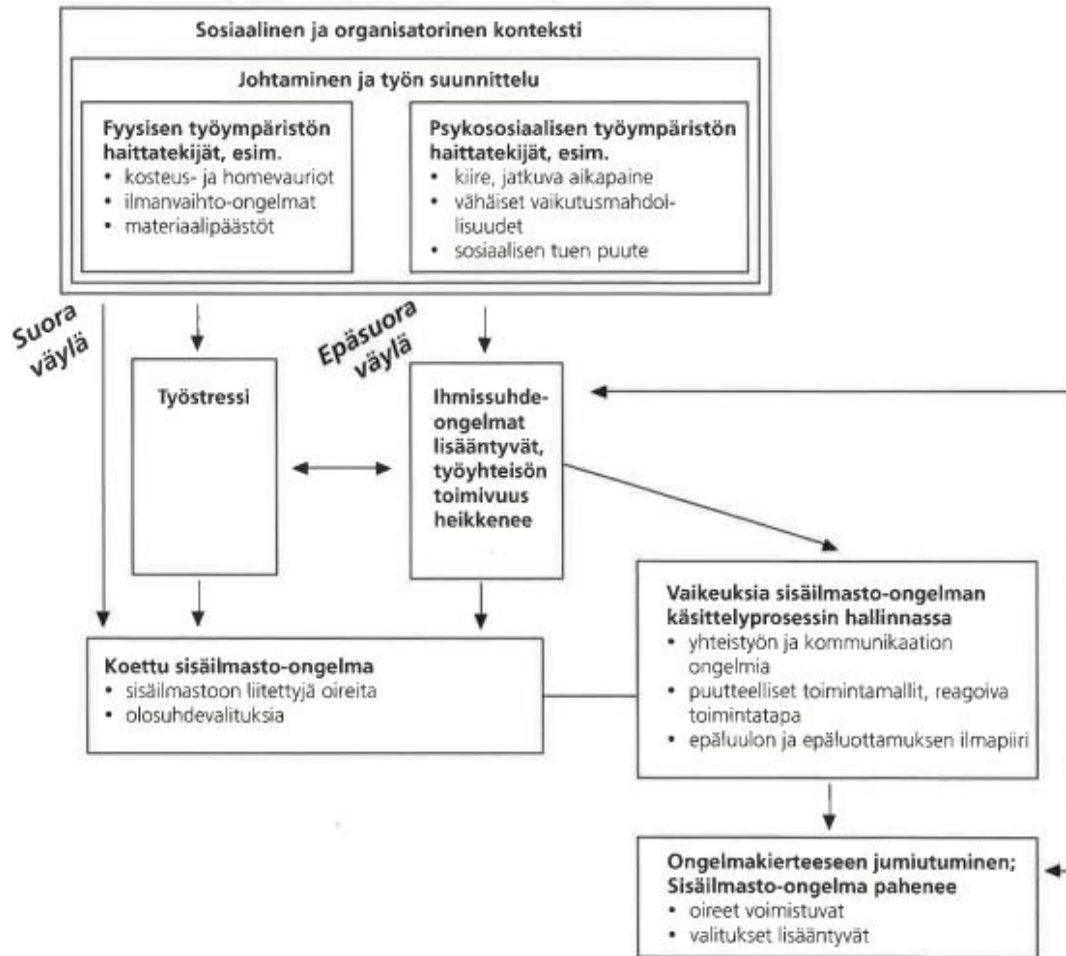 Sosiaalinen ja organisatorinen konteksti
Johtaminen ja työn suunnittelu
Fyysisen työympäristön
haittatekijät, esim.
• kosteus- ja homevauriot
• ilmanvaihto-ongelmat
• materiaalipäästöt
Psykososiaalisen työympäristön
haittatekijät, esim.
• kiire, jatkuva aikapaine
• vähäiset vaikutusmahdoi-
lisuudet
• sosiaalisen tuen puute
Suora
väylä
Epäsuora
väylä
Työstressi
Ihmissuhde-
ongelmat
lisääntyvät,
työyhteisön
toimivuus
heikkenee
Koettu sisäilmasto-ongelma
• sisäilmastoon liitettyjä oireita
• olosuhdevalituksia
Vaikeuksia sisäilmasto-ongelman
käsittelyprosessin hallinnassa
• yhteistyön ja kommunikaation
ongelmia
• puutteelliset toimintamallit, reagoiva
toimintatapa
• epäluulon ja epäluottamuksen ilmapiiri
Ongelmakierteeseen jumiutuminen;
Sisäilmasto-ongelma pahenee
• oireet voimistuvat
• valitukset lisääntyvät